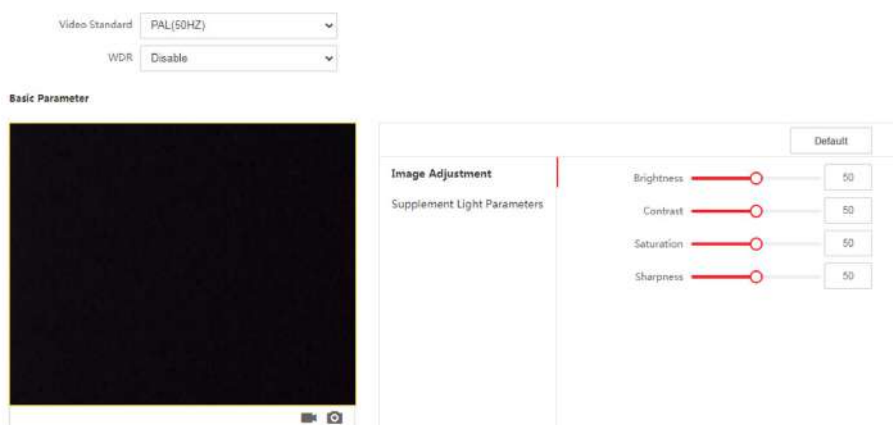 Video Standard PAL(50HZ)
WDR Disable
Basic Parameter
Default
Image Adjustment
Supplement Light Parameters
Brightness 50
Contrast 50
Saturation 50
Sharpness 50